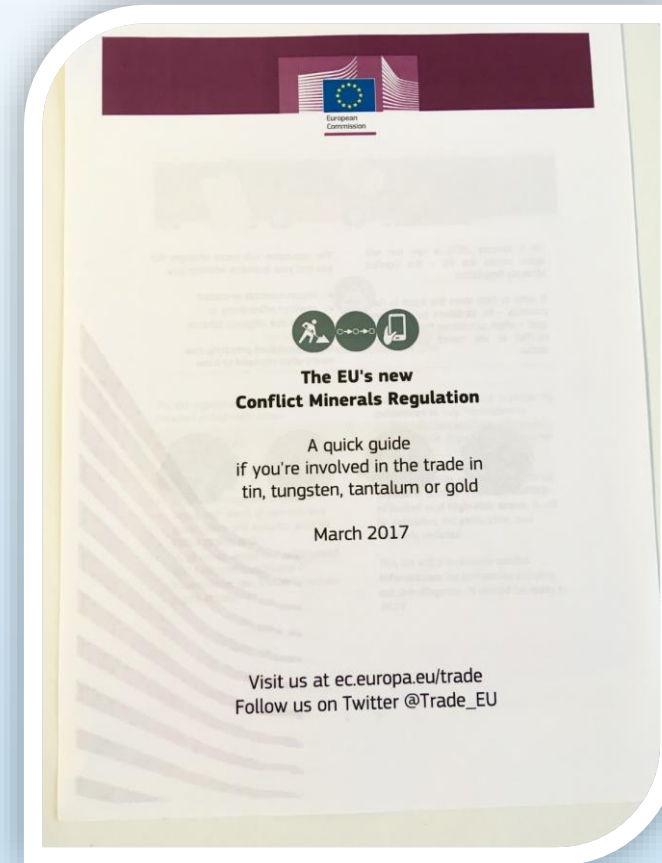 European
Commission
The EU's new
Conflict Minerals Regulation
A quick guide
if you're involved in the trade in
tin, tungsten, tantalum or gold
March 2017
Visit us at ec.europa.eu/trade
Follow us on Twitter @Trade_EU